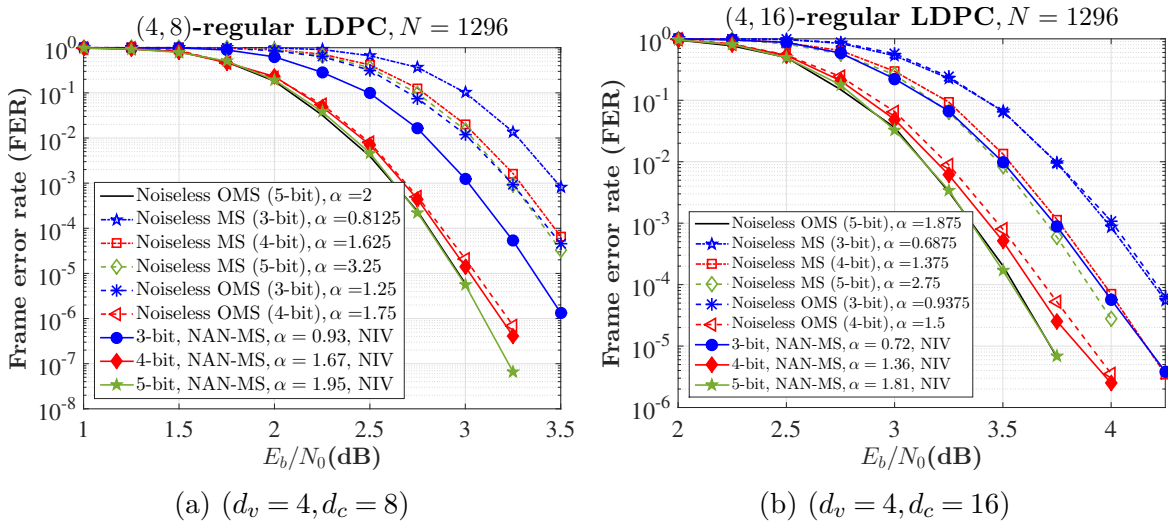 (4, 8)-regular LDPC, N = 1296
Frame error rate (FER)
10^0
10^-1
10^-2
10^-3
10^-4
10^-5
10^-6
10^-7
10^-8
Noiseless OMS (5-bit), α =2
Noiseless MS (3-bit), α =0.8125
Noiseless MS (4-bit), α =1.625
Noiseless MS (5-bit), α =3.25
Noiseless OMS (3-bit), α =1.25
Noiseless OMS (4-bit), α =1.75
3-bit, NAN-MS, α = 0.93, NIV
4-bit, NAN-MS, α = 1.67, NIV
5-bit, NAN-MS, α = 1.95, NIV
1 1.5 2 2.5 3 3.5
E_b/N_0(dB)
(a) (d_v = 4, d_c = 8)
(4, 16)-regular LDPC, N = 1296
Frame error rate (FER)
10^0
10^-1
10^-2
10^-3
10^-4
10^-5
10^-6
Noiseless OMS (5-bit), α =1.875
Noiseless MS (3-bit), α =0.6875
Noiseless MS (4-bit), α =1.375
Noiseless MS (5-bit), α =2.75
Noiseless OMS (3-bit), α =0.9375
Noiseless OMS (4-bit), α =1.5
3-bit, NAN-MS, α = 0.72, NIV
4-bit, NAN-MS, α = 1.36, NIV
5-bit, NAN-MS, α = 1.81, NIV
2 2.5 3 3.5 4
E_b/N_0(dB)
(b) (d_v = 4, d_c = 16)